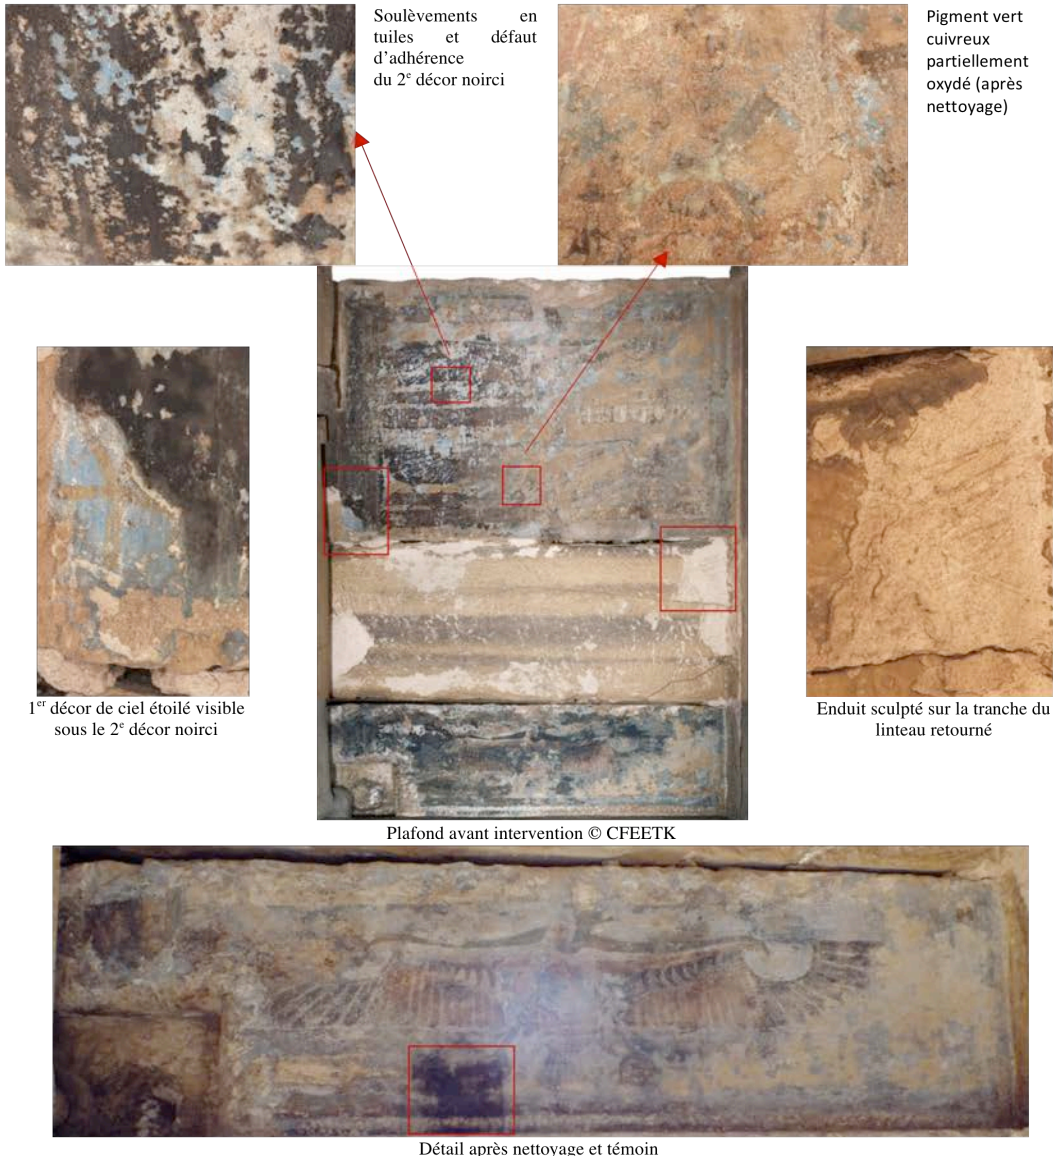 Soulèvements en
tuiles et défaut
d’adhérence
du 2e décor noirci
Pigment vert
cuivreux
partiellement
oxydé (après
nettoyage)
1er décor de ciel étoilé visible
sous le 2e décor noirci
Enduit sculpté sur la tranche du
linteau retourné
Plafond avant intervention © CFEETK
Détail après nettoyage et témoin